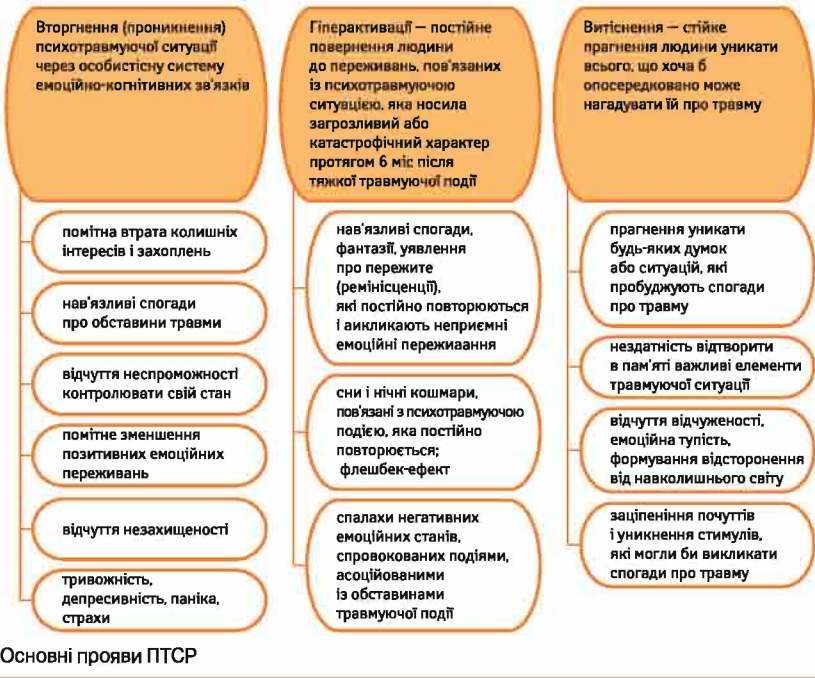 Вторгнення (проникнення)
психотравмуючої ситуації
через особистісну систему
емоційно-когнітивних зв'язків
помітна втрата колишніх
інтересів і захоплень
нав'язливі спогади
про обставини травми
відчуття неспроможності
контролювати свій стан
помітне зменшення
позитивних емоційних
переживань
відчуття незахищеності
тривожність,
депресивність, паніка,
страхи
Гіперактивації — постійне
повернення людини
до переживань, пов'язаних
із психотравмуючою
ситуацією, яка носила
загрозливий або
катастрофічний характер
протягом 6 міс після
тяжкої травмуючої події
нав'язливі спогади,
фантазії, уявлення
про пережите
(ремінісценції),
які постійно повторюються
і аикликають неприємні
емоційні пережиаання
сни і нічні кошмари,
пов'язані з психотравмуючою
подією, яка постійно
повторюється;
флешбек-ефект
спалахи негативних
емоційних станів,
спровокованих подіями,
асоційованими
із обставинами
травмуючої події
Витіснення — стійке
прагнення людини уникати
всього, що хоча б
опосередковано може
нагадувати їй про травму
прагнення уникати
будь-яких думок
або ситуацій, які
пробуджують спогади
про травму
нездатність відтворити
в пам'яті важливі елементи
травмуючої ситуації
відчуття відчуженості,
емоційна тупість,
формування відсторонення
від навколишнього світу
заціпеніння почуттів
і уникнення стимулів,
які могли би викликати
спогади про травму
Основні прояви ПТСР